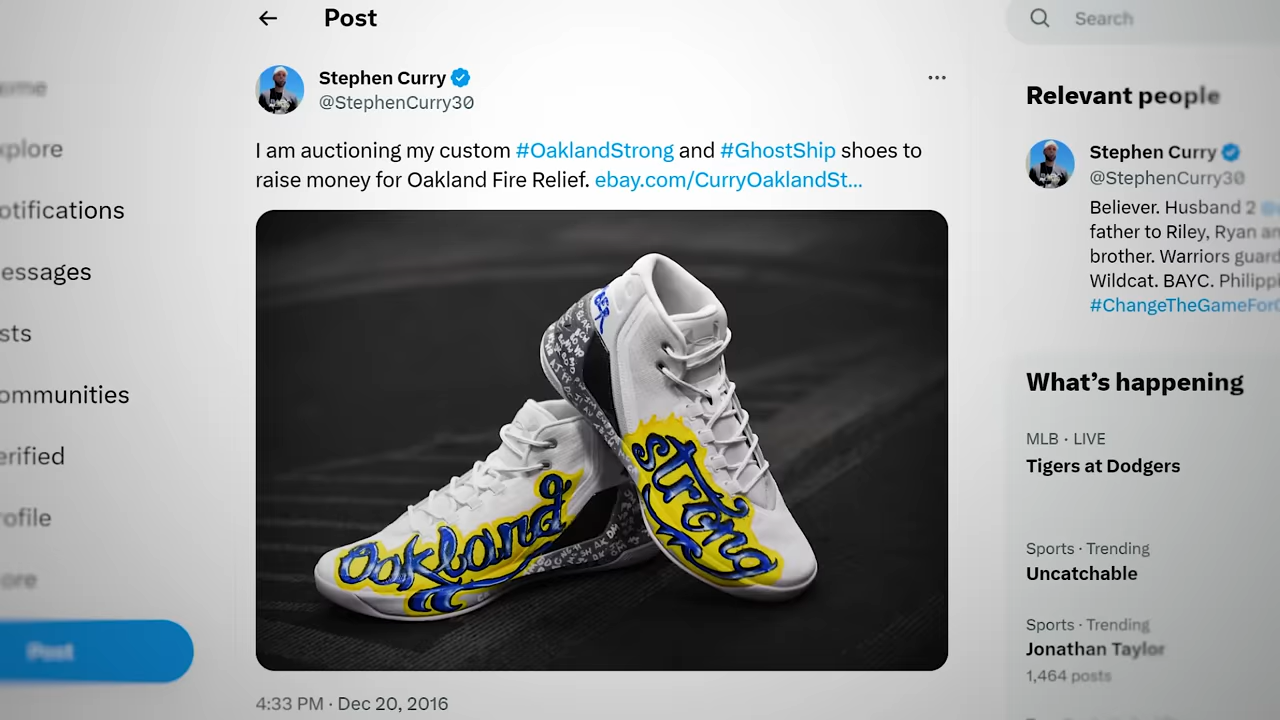 Post
Stephen Curry
@StephenCurry30
I am auctioning my custom #OaklandStrong and #GhostShip shoes to
raise money for Oakland Fire Relief. ebay.com/CurryOaklandSt...
Oakland
strong
4:33 PM · Dec 20, 2016
xplore
otifications
essages
sts
ommunities
erified
rofile
ore
Post
Search
Relevant people
Stephen Curry
@StephenCurry30
Believer. Husband 2
father to Riley, Ryan an
brother. Warriors guard
Wildcat. BAYC. Philippi
#ChangeTheGameFor
What's happening
MLB · LIVE
Tigers at Dodgers
Sports · Trending
Uncatchable
Sports · Trending
Jonathan Taylor
1,464 posts